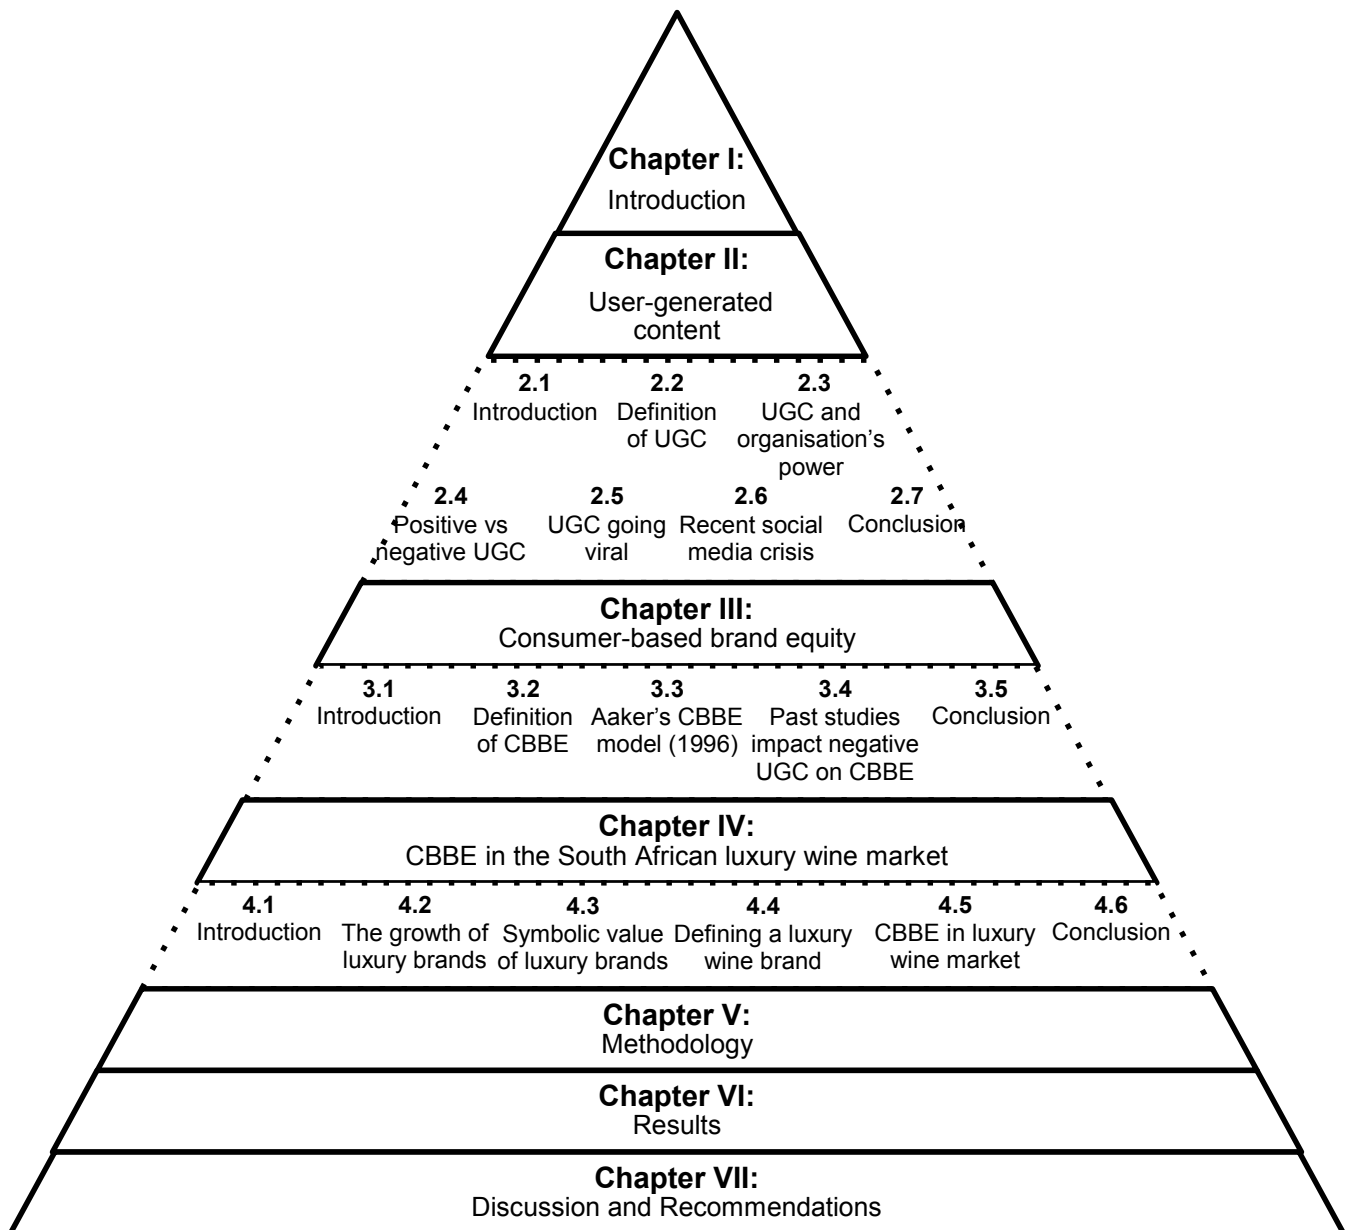 Chapter I:
Introduction
Chapter II:
User-generated
content
2.1 2.2 2.3
Introduction Definition UGC and
of UGC organisation's
power
2.4 2.5 2.6 2.7
Positive vs UGC going Recent social Conclusion
negative UGC viral media crisis
Chapter III:
Consumer-based brand equity
3.1 3.2 3.3 3.4 3.5
Introduction Definition Aaker's CBBE Past studies Conclusion
of CBBE model (1996) impact negative
UGC on CBBE
Chapter IV:
CBBE in the South African luxury wine market
4.1 4.2 4.3 4.4 4.5 4.6
Introduction The growth of Symbolic value Defining a luxury CBBE in luxury Conclusion
luxury brands of luxury brands wine brand wine market
Chapter V:
Methodology
Chapter VI:
Results
Chapter VII:
Discussion and Recommendations